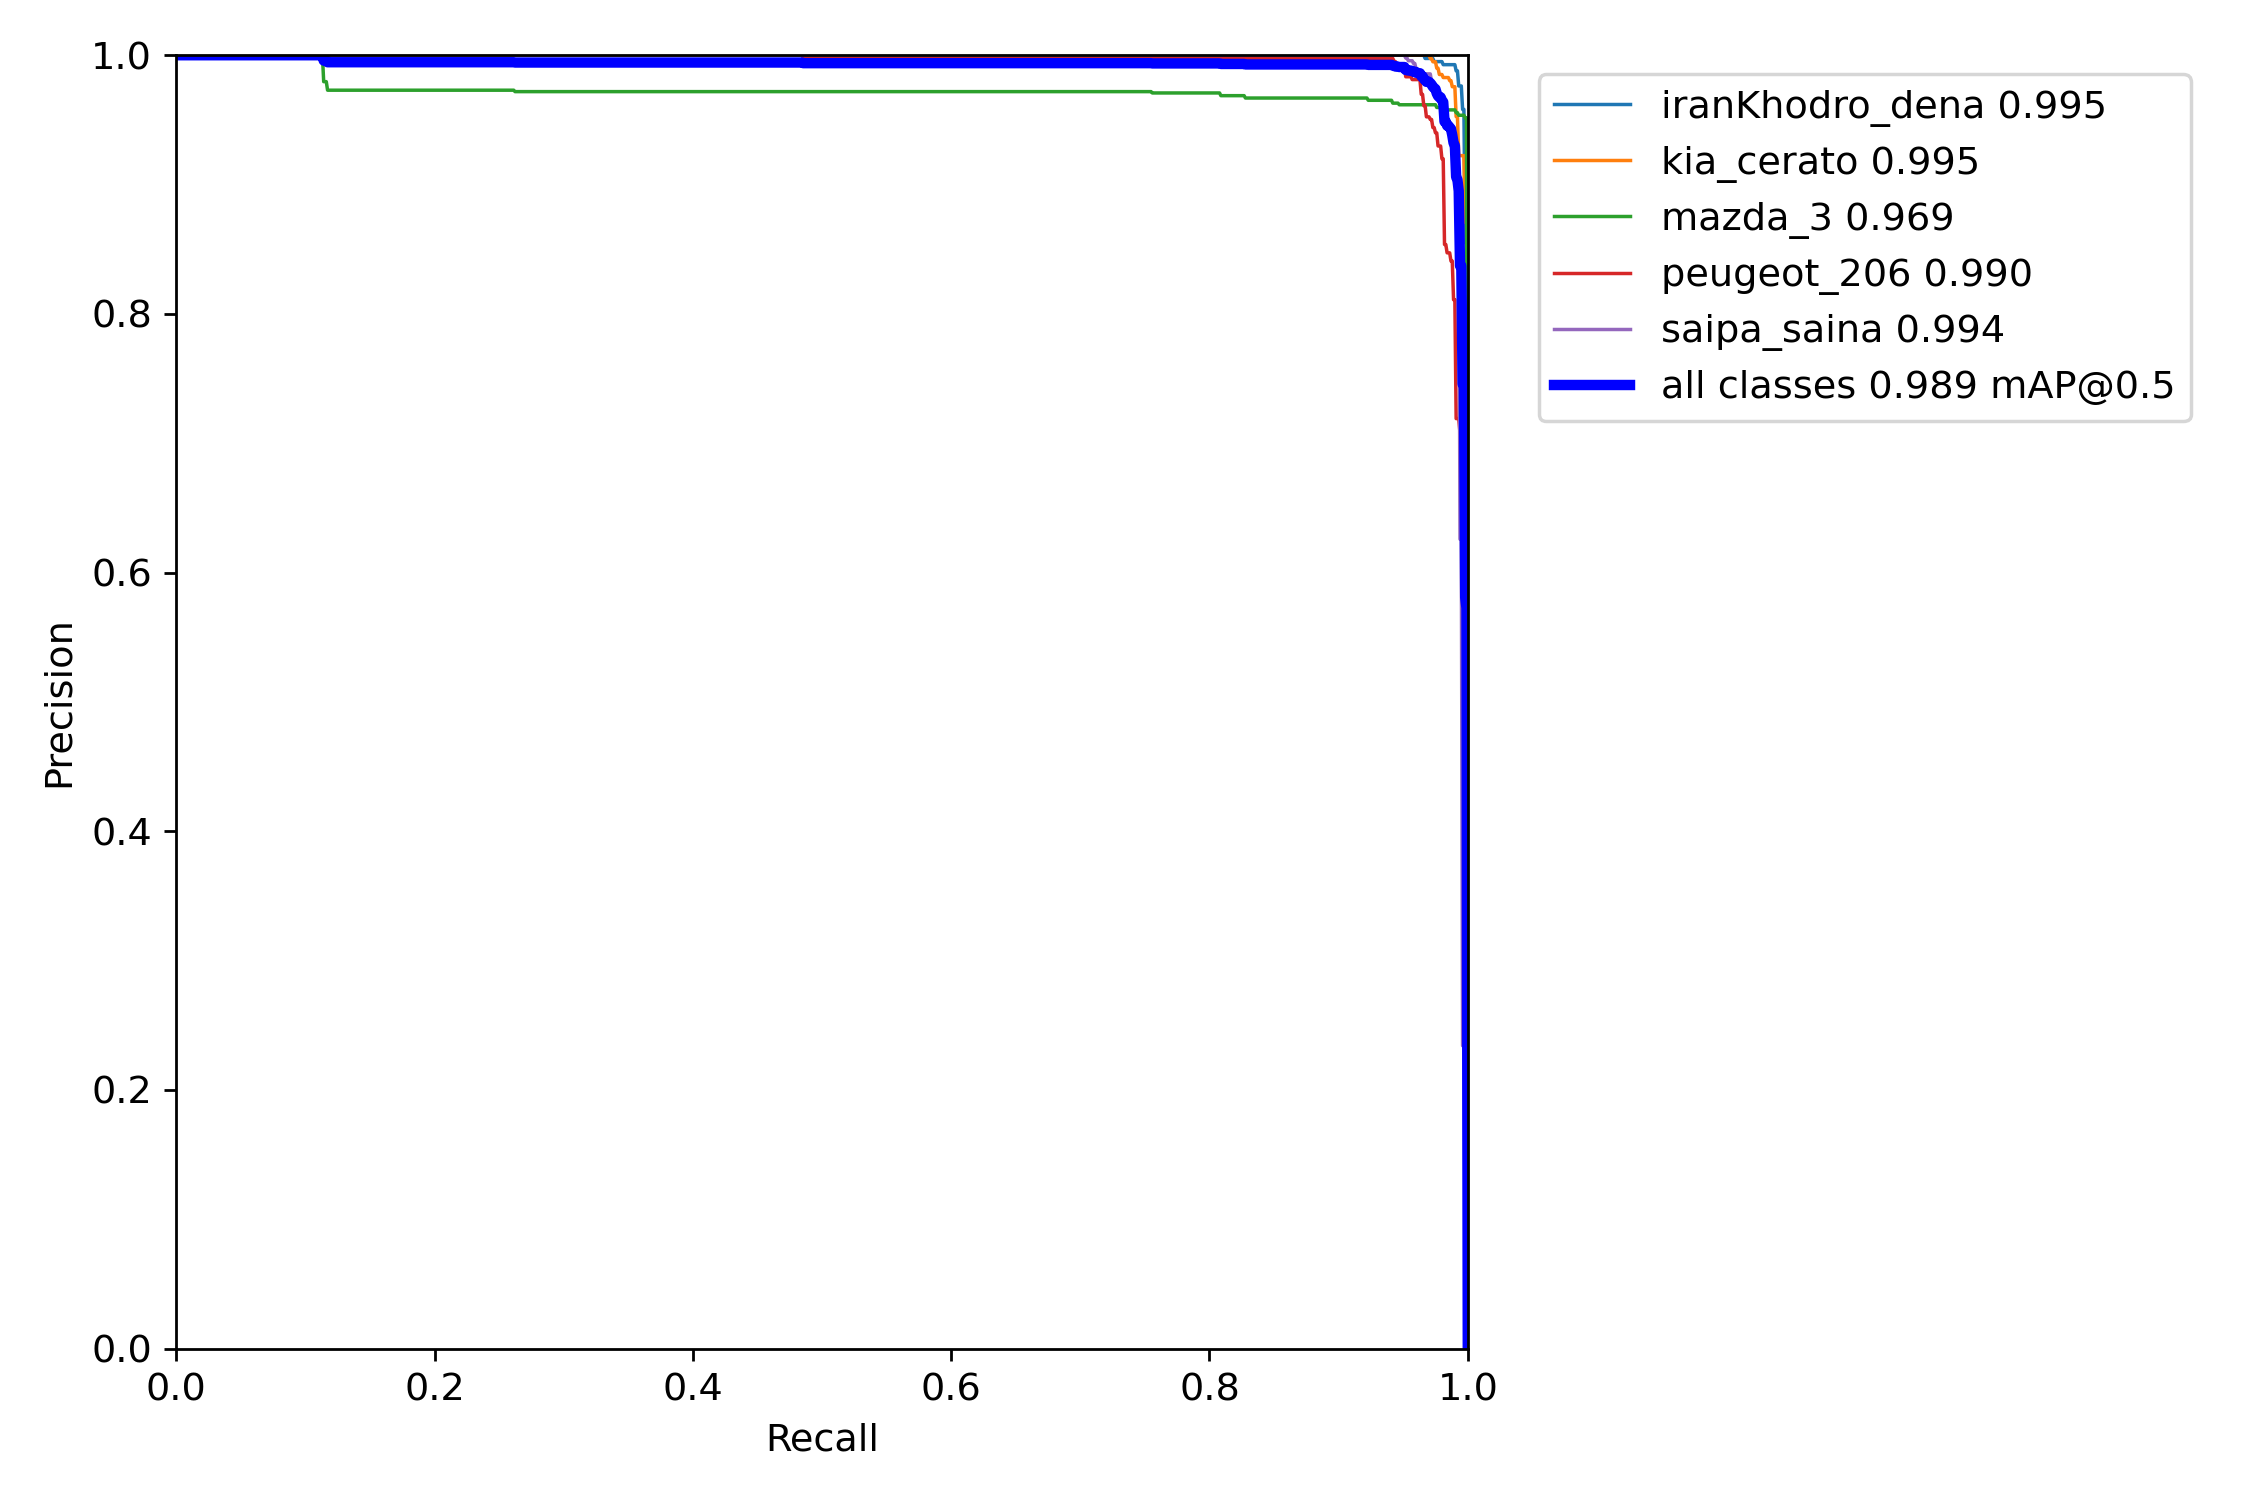 1.0
0.8
0.6
0.4
0.2
0.0
Precision
0.0 0.2 0.4 0.6 0.8 1.0
Recall
iranKhodro_dena 0.995
kia_cerato 0.995
mazda_3 0.969
peugeot_206 0.990
saipa_saina 0.994
all classes 0.989 mAP@0.5